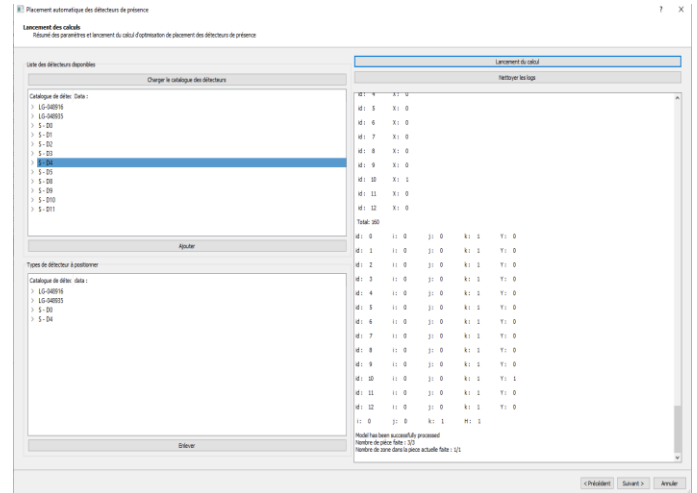 Placement automatique des détecteurs de présence
? X
Lancement des calculs
Résumé des paramètres et lancement du calcul d'optimisation de placement des détecteurs de présence
Liste des détecteurs disponibles
Charger le catalogue des détecteurs
Catalogue de déter. Data :
> LG-048916
> LG-048935
> S - D0
> S - D1
> S - D2
> S - D3
> S - D4
> S - D5
> S - D8
> S - D9
> S - D10
> S - D11
Ajouter
Types de détecteur à positionner
Catalogue de déter. data :
> LG-048916
> LG-048935
> S - D0
> S - D4
Enlever
Lancement du calcul
Nettoyer les logs
id: 4 X: 0
id: 5 X: 0
id: 6 X: 0
id: 7 X: 0
id: 8 X: 0
id: 9 X: 0
id: 10 X: 1
id: 11 X: 0
id: 12 X: 0
Total: 160
id: 0 i: 0 j: 0 k: 1 Y: 0
id: 1 i: 0 j: 0 k: 1 Y: 0
id: 2 i: 0 j: 0 k: 1 Y: 0
id: 3 i: 0 j: 0 k: 1 Y: 0
id: 4 i: 0 j: 0 k: 1 Y: 0
id: 5 i: 0 j: 0 k: 1 Y: 0
id: 6 i: 0 j: 0 k: 1 Y: 0
id: 7 i: 0 j: 0 k: 1 Y: 0
id: 8 i: 0 j: 0 k: 1 Y: 0
id: 9 i: 0 j: 0 k: 1 Y: 0
id: 10 i: 0 j: 0 k: 1 Y: 1
id: 11 i: 0 j: 0 k: 1 Y: 0
id: 12 i: 0 j: 0 k: 1 Y: 0
i: 0 j: 0 k: 1 H: 1
Model has been successfully processed
Nombre de pièce faite : 3/3
Nombre de zone dans la piece actuelle faite : 1/1
< Précédent Suivant > Annuler